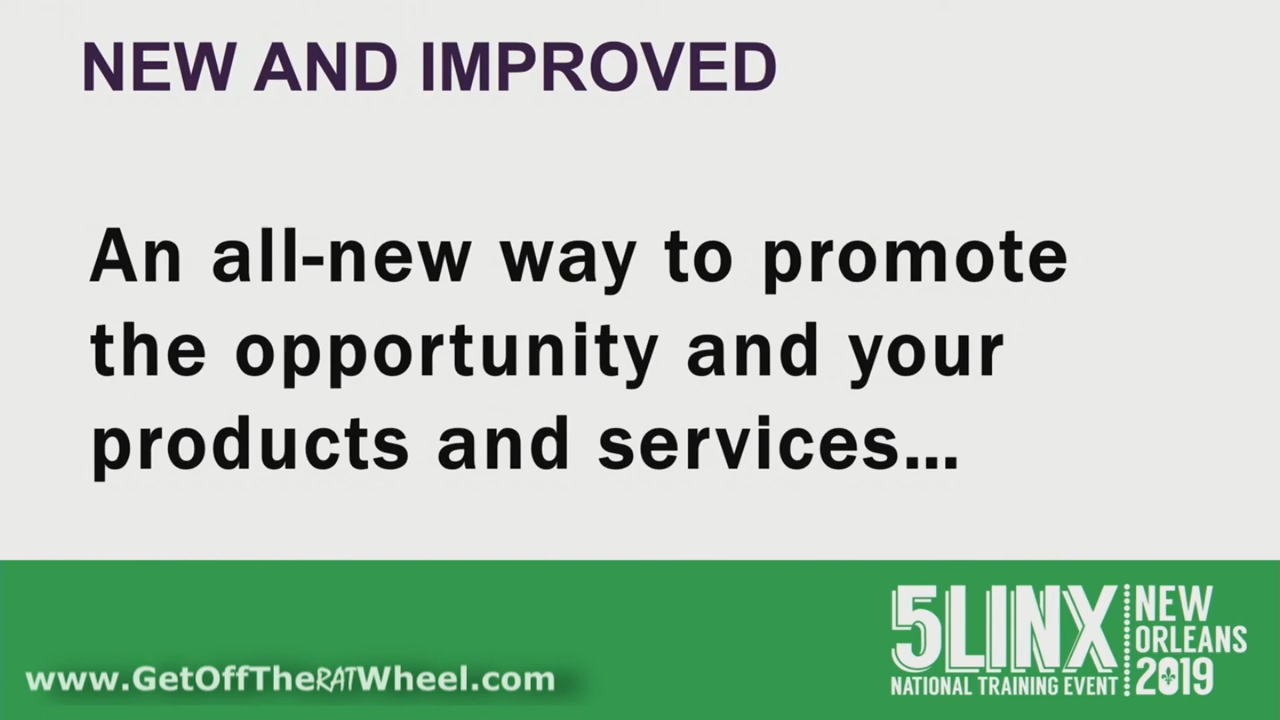 NEW AND IMPROVED
An all-new way to promote
the opportunity and your
products and services...
www.GetOffTheRATWheel.com
5LINX
NATIONAL TRAINING EVENT
NEW
ORLEANS
2019